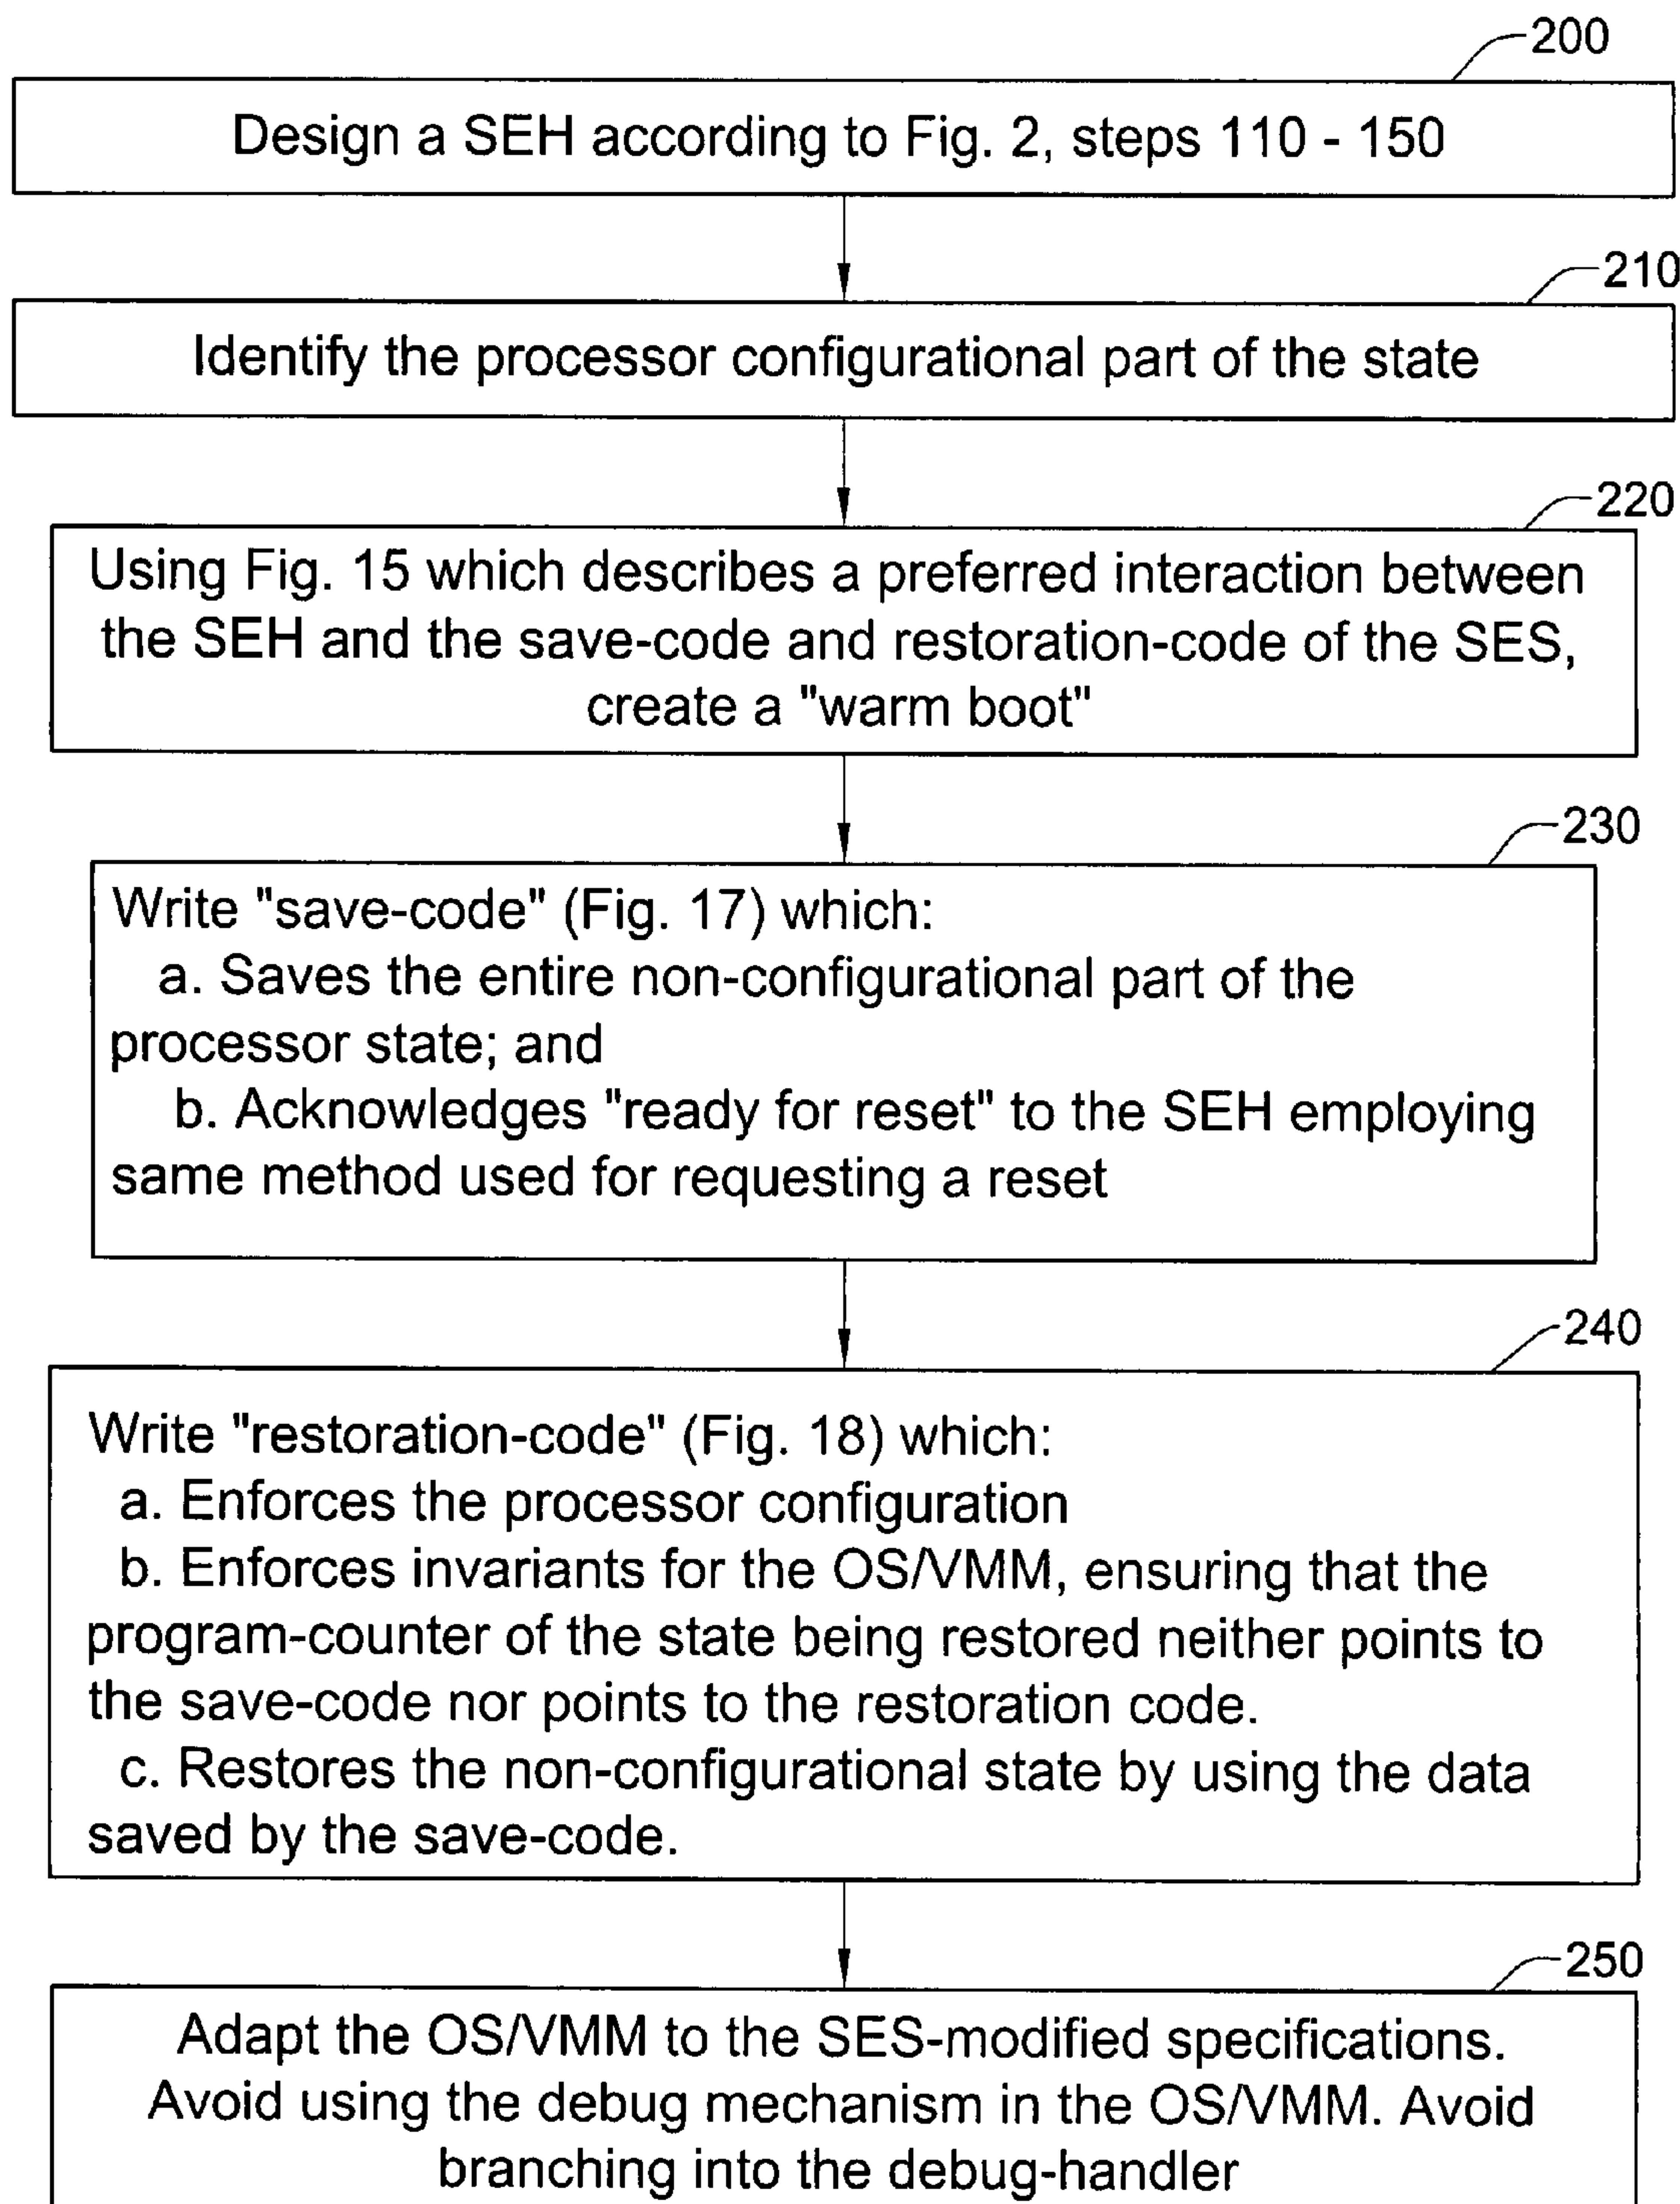 200
Design a SEH according to Fig. 2, steps 110 - 150
210
Identify the processor configurational part of the state
220
Using Fig. 15 which describes a preferred interaction between
the SEH and the save-code and restoration-code of the SES,
create a "warm boot"
230
Write "save-code" (Fig. 17) which:
a. Saves the entire non-configurational part of the
processor state; and
b. Acknowledges "ready for reset" to the SEH employing
same method used for requesting a reset
240
Write "restoration-code" (Fig. 18) which:
a. Enforces the processor configuration
b. Enforces invariants for the OS/VMM, ensuring that the
program-counter of the state being restored neither points to
the save-code nor points to the restoration code.
c. Restores the non-configurational state by using the data
saved by the save-code.
250
Adapt the OS/VMM to the SES-modified specifications.
Avoid using the debug mechanism in the OS/VMM. Avoid
branching into the debug-handler